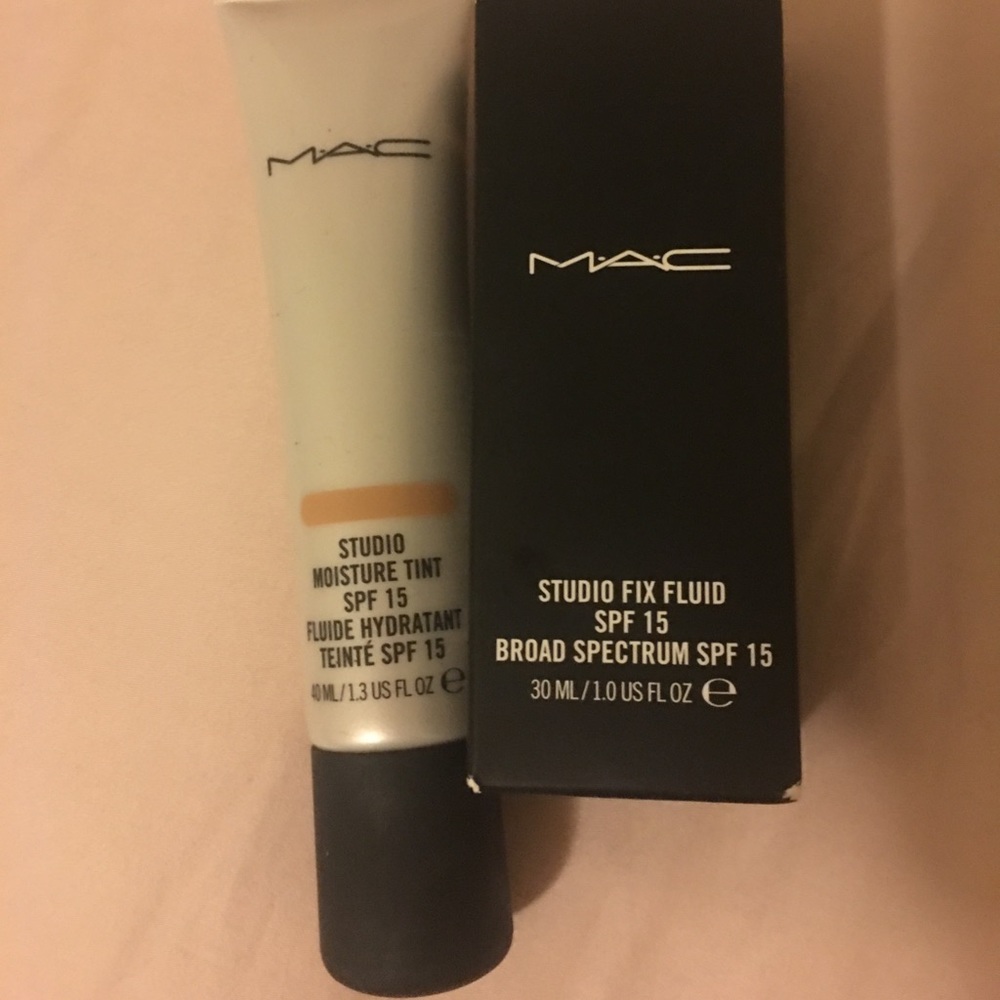 M·A·C
STUDIO
MOISTURE TINT
SPF 15
FLUIDE HYDRATANT
TEINTÉ SPF 15
40 ML / 1.3 US FL OZ ℮
M·A·C
STUDIO FIX FLUID
SPF 15
BROAD SPECTRUM SPF 15
30 ML / 1.0 US FL OZ ℮